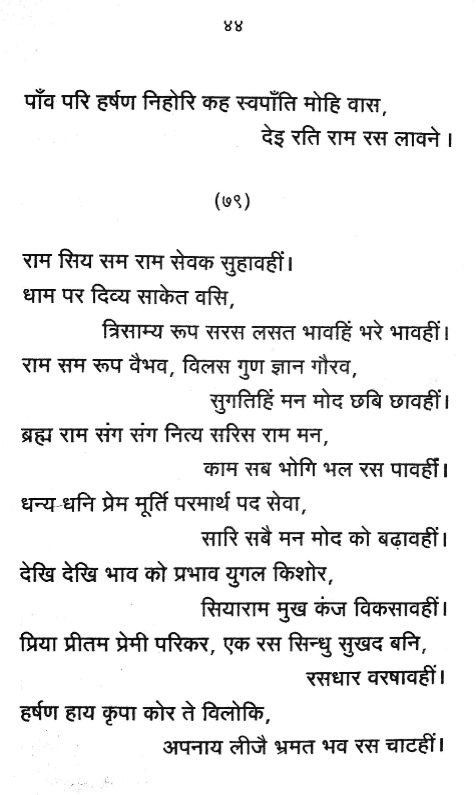 ४४
पाँव परि हर्षण निहोरि कह स्वपाँति मोहि वास,
देइ रति राम रस लावने।
(७९)
राम सिय सम राम सेवक सुहावहीं।
धाम पर दिव्य साकेत वसि,
त्रिसाम्य रूप सरस लसत भावहिं भरे भावहीं।
राम सम रूप वैभव, विलस गुण ज्ञान गौरव,
सुगतिहिं मन मोद छबि छावहीं।
ब्रह्म राम संग संग नित्य सरिस राम मन,
काम सब भोगि भल रस पावहीं।
धन्य-धनि प्रेम मूर्ति परमार्थ पद सेवा,
सारि सबै मन मोद को बढ़ावहीं।
देखि देखि भाव को प्रभाव युगल किशोर,
सियाराम मुख कंज विकसावहीं।
प्रिया प्रीतम प्रेमी परिकर, एक रस सिन्धु सुखद बनि,
रसधार वरषावहीं।
हर्षण हाय कृपा कोर ते विलोकि,
अपनाय लीजै भ्रमत भव रस चाटहीं।